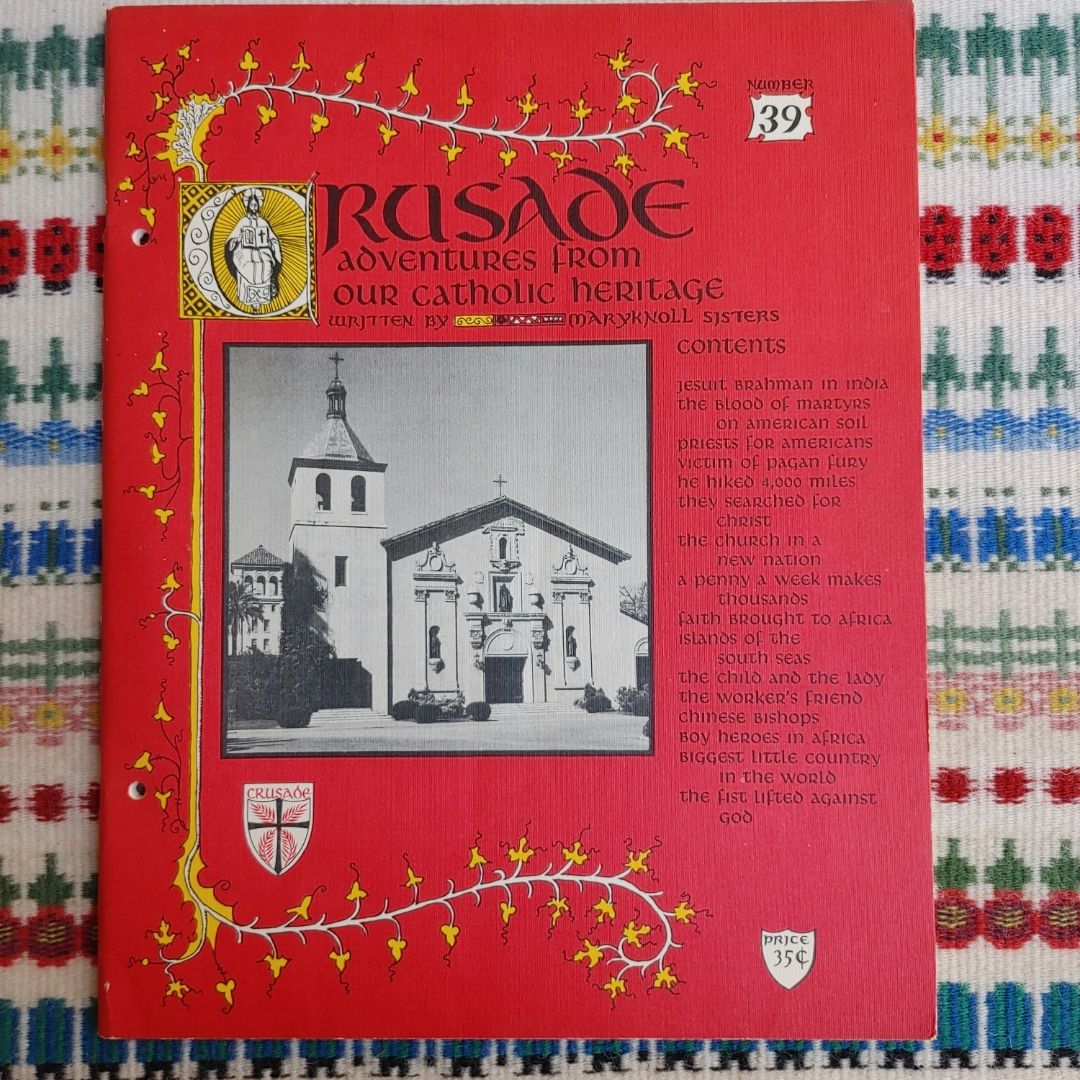 NUMBER
39
CRUSADE
ADVENTURES FROM
OUR CATHOLIC HERITAGE
WRITTEN BY MARYKNOLL SISTERS
CONTENTS
JESUIT BRAHMAN IN INDIA
THE BLOOD OF MARTYRS
ON AMERICAN SOIL
PRIESTS FOR AMERICANS
VICTIM OF PAGAN FURY
HE HIKED 4,000 MILES
THEY SEARCHED FOR
CHRIST
THE CHURCH IN A
NEW NATION
A PENNY A WEEK MAKES
THOUSANDS
FAITH BROUGHT TO AFRICA
ISLANDS OF THE
SOUTH SEAS
THE CHILD AND THE LADY
THE WORKER'S FRIEND
CHINESE BISHOPS
BOY HEROES IN AFRICA
BIGGEST LITTLE COUNTRY
IN THE WORLD
THE FIST LIFTED AGAINST
GOD
CRUSADE
PRICE
35¢